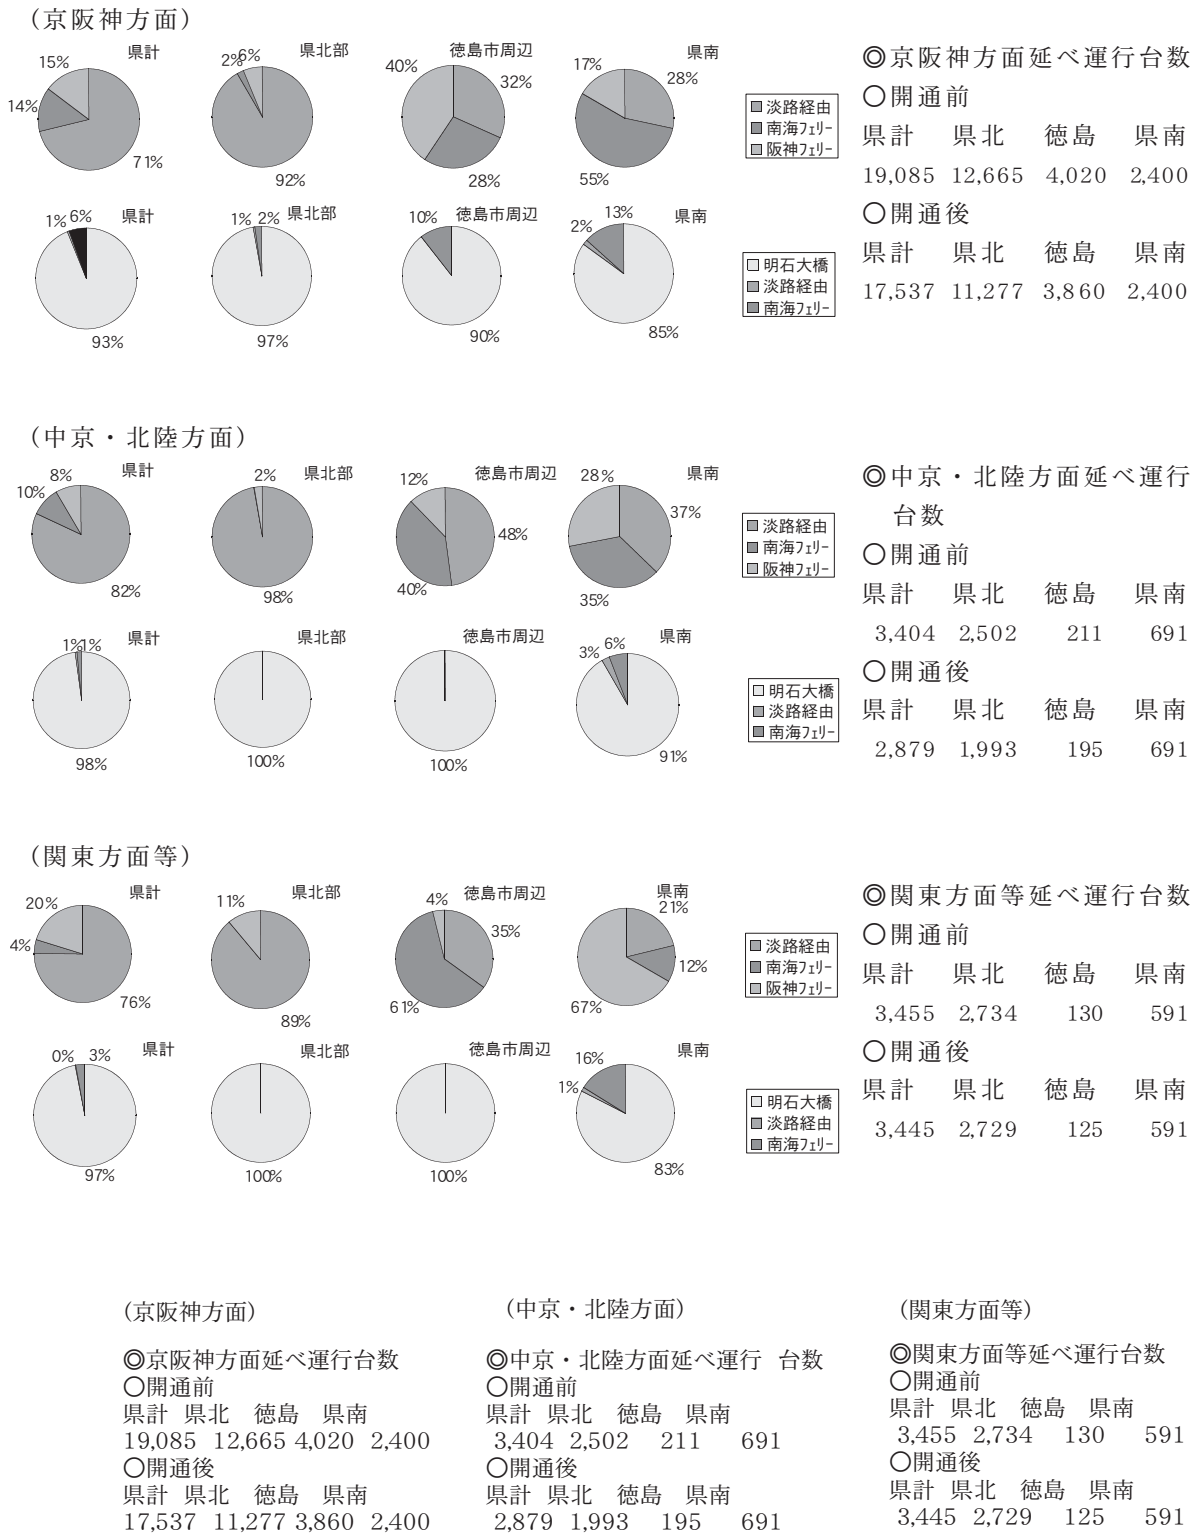 （京阪神方面）
県計
15%
14%
71%
県北部
2%
6%
92%
徳島市周辺
40%
32%
28%
県南
17%
28%
55%
淡路経由
南海フェリー
阪神フェリー
県計
1%
6%
93%
県北部
1%
2%
97%
徳島市周辺
10%
90%
県南
2%
13%
85%
明石大橋
淡路経由
南海フェリー
◎京阪神方面延べ運行台数
○開通前
県計 県北 徳島 県南
19,085 12,665 4,020 2,400
○開通後
県計 県北 徳島 県南
17,537 11,277 3,860 2,400
（中京・北陸方面）
県計
8%
10%
82%
県北部
2%
98%
徳島市周辺
12%
48%
40%
県南
28%
37%
35%
淡路経由
南海フェリー
阪神フェリー
県計
1%
1%
98%
県北部
100%
徳島市周辺
100%
県南
3%
6%
91%
明石大橋
淡路経由
南海フェリー
◎中京・北陸方面延べ運行
台数
○開通前
県計 県北 徳島 県南
3,404 2,502 211 691
○開通後
県計 県北 徳島 県南
2,879 1,993 195 691
（関東方面等）
県計
20%
4%
76%
県北部
11%
89%
徳島市周辺
4%
35%
61%
県南
21%
12%
67%
淡路経由
南海フェリー
阪神フェリー
県計
0%
3%
97%
県北部
100%
徳島市周辺
100%
県南
16%
1%
83%
明石大橋
淡路経由
南海フェリー
◎関東方面等延べ運行台数
○開通前
県計 県北 徳島 県南
3,455 2,734 130 591
○開通後
県計 県北 徳島 県南
3,445 2,729 125 591
（京阪神方面）
◎京阪神方面延べ運行台数
○開通前
県計 県北 徳島 県南
19,085 12,665 4,020 2,400
○開通後
県計 県北 徳島 県南
17,537 11,277 3,860 2,400
（中京・北陸方面）
◎中京・北陸方面延べ運行 台数
○開通前
県計 県北 徳島 県南
3,404 2,502 211 691
○開通後
県計 県北 徳島 県南
2,879 1,993 195 691
（関東方面等）
◎関東方面等延べ運行台数
○開通前
県計 県北 徳島 県南
3,455 2,734 130 591
○開通後
県計 県北 徳島 県南
3,445 2,729 125 591